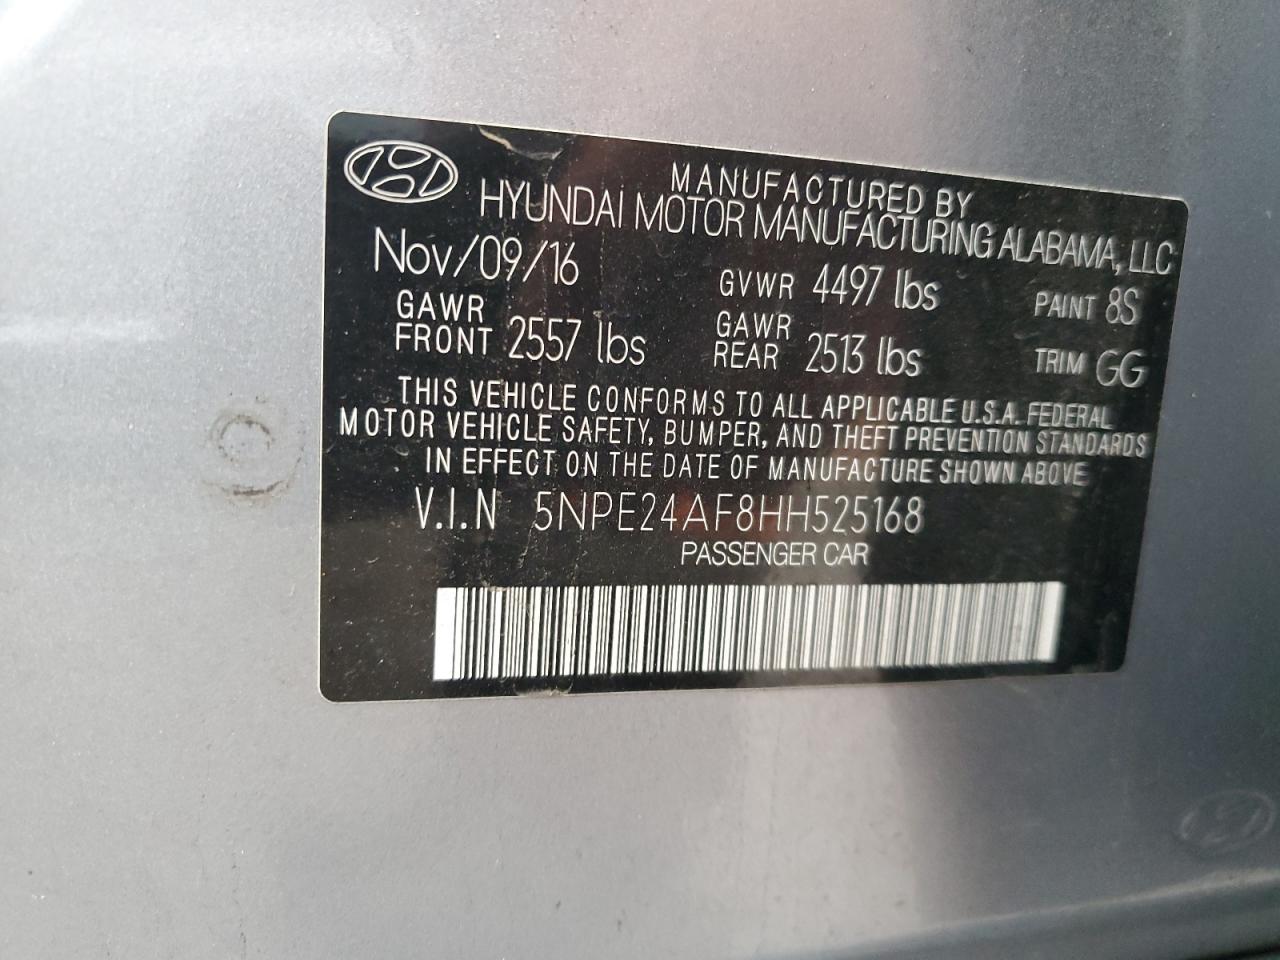 MANUFACTURED BY
HYUNDAI MOTOR MANUFACTURING ALABAMA, LLC
Nov/09/16 GVWR 4497 lbs PAINT 8S
GAWR FRONT 2557 lbs GAWR REAR 2513 lbs TRIM GG
THIS VEHICLE CONFORMS TO ALL APPLICABLE U.S.A. FEDERAL
MOTOR VEHICLE SAFETY, BUMPER, AND THEFT PREVENTION STANDARDS
IN EFFECT ON THE DATE OF MANUFACTURE SHOWN ABOVE
V.I.N 5NPE24AF8HH525168
PASSENGER CAR